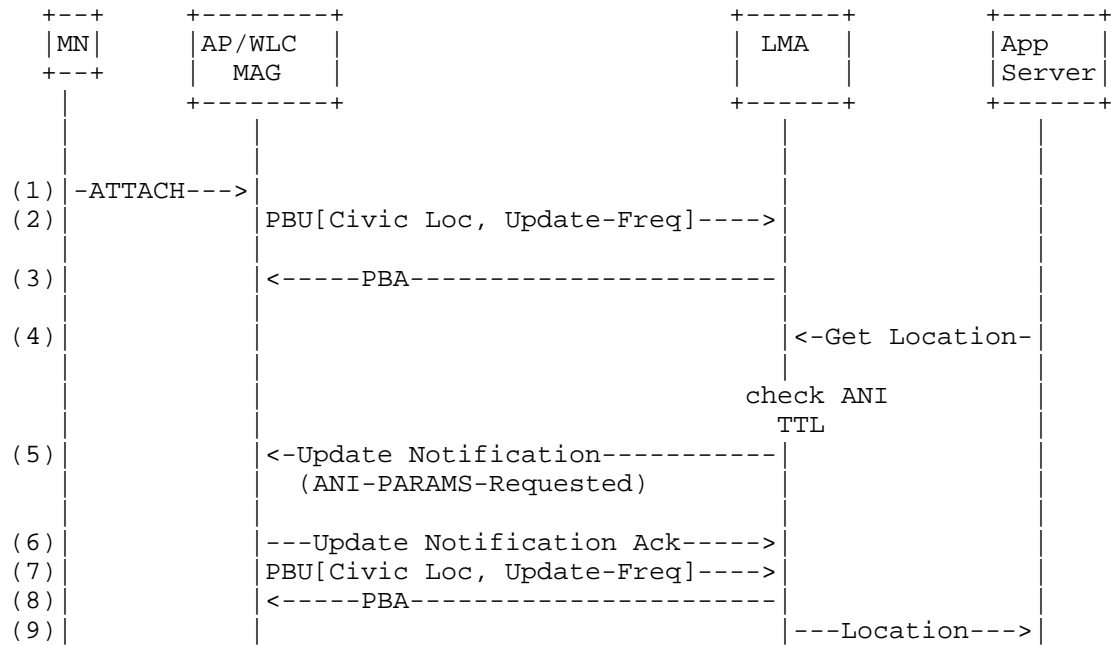 +--+ +--------+ +------+ +------+
|MN| |AP/WLC | | LMA | |App |
+--+ | MAG | | | |Server|
| +--------+ +------+ +------+
(1)| -ATTACH--->|
(2)| |PBU[Civic Loc, Update-Freq]---->|
(3)| |<-----PBA-----------------------|
(4)| | |<-Get Location-|
check ANI
TTL
(5)| |<-Update Notification-----------|
(ANI-PARAMS-Requested)
(6)| |---Update Notification Ack----->|
(7)| |PBU[Civic Loc, Update-Freq]---->|
(8)| |<-----PBA-----------------------|
(9)| | |---Location--->|